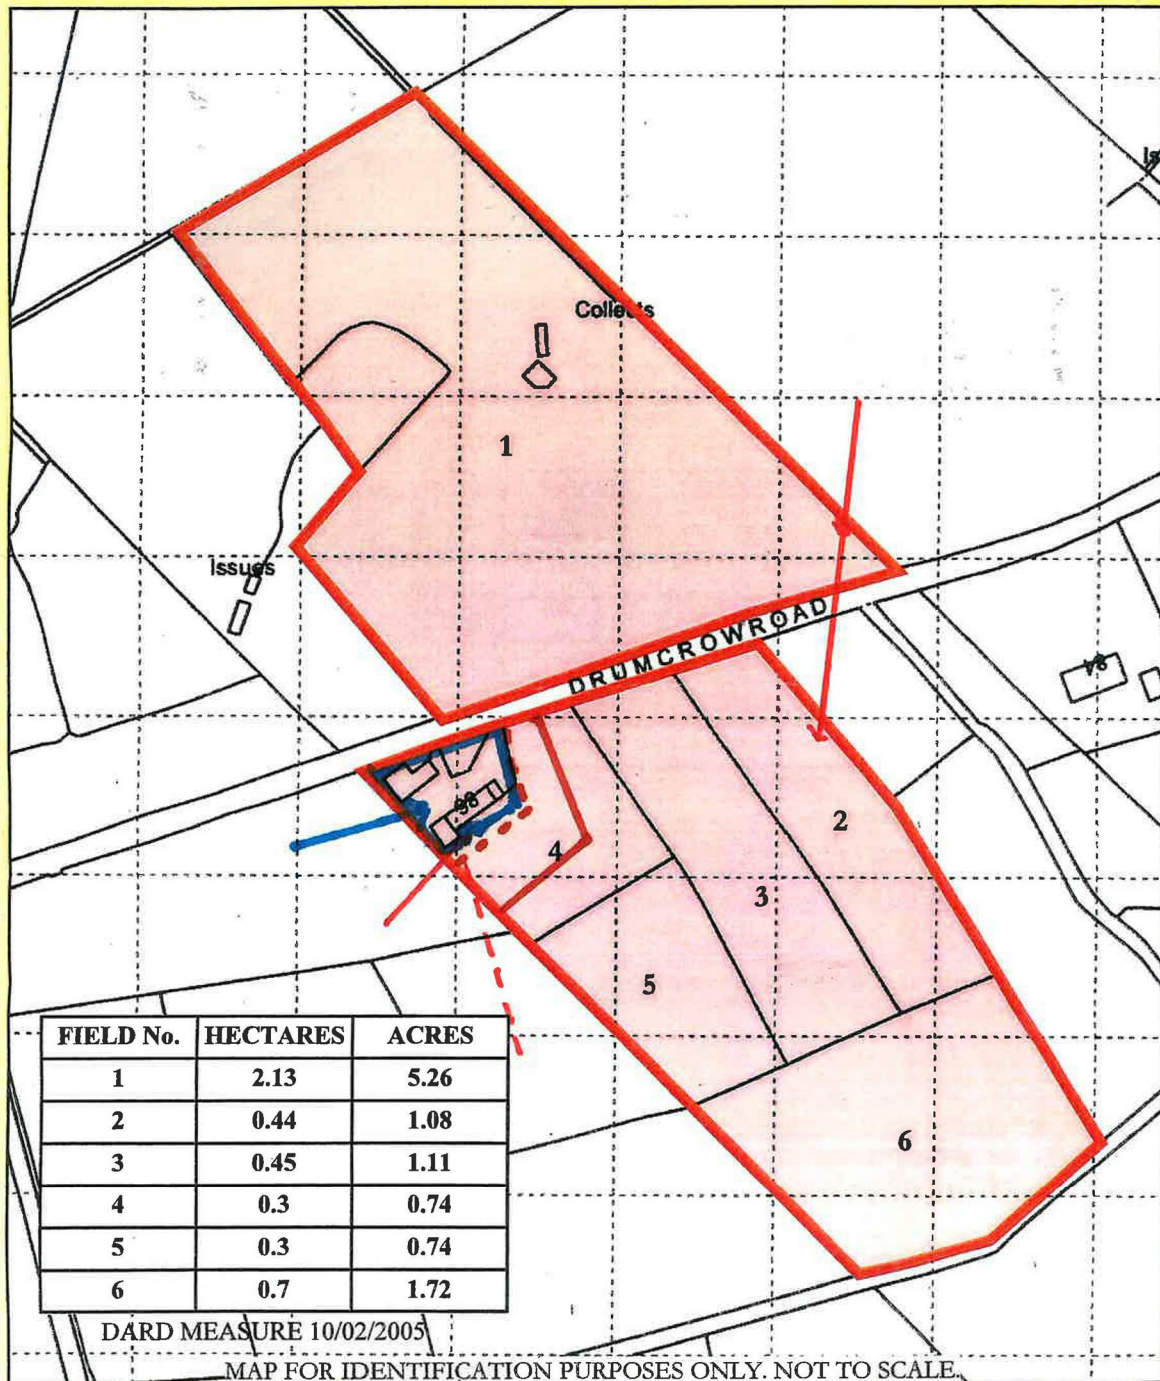 Is
Collects
1
Issues
DRUMCROWROAD
84
98
2
4
3
5
6
FIELD No. HECTARES ACRES
1 2.13 5.26
2 0.44 1.08
3 0.45 1.11
4 0.3 0.74
5 0.3 0.74
6 0.7 1.72
DARD MEASURE 10/02/2005
MAP FOR IDENTIFICATION PURPOSES ONLY. NOT TO SCALE.